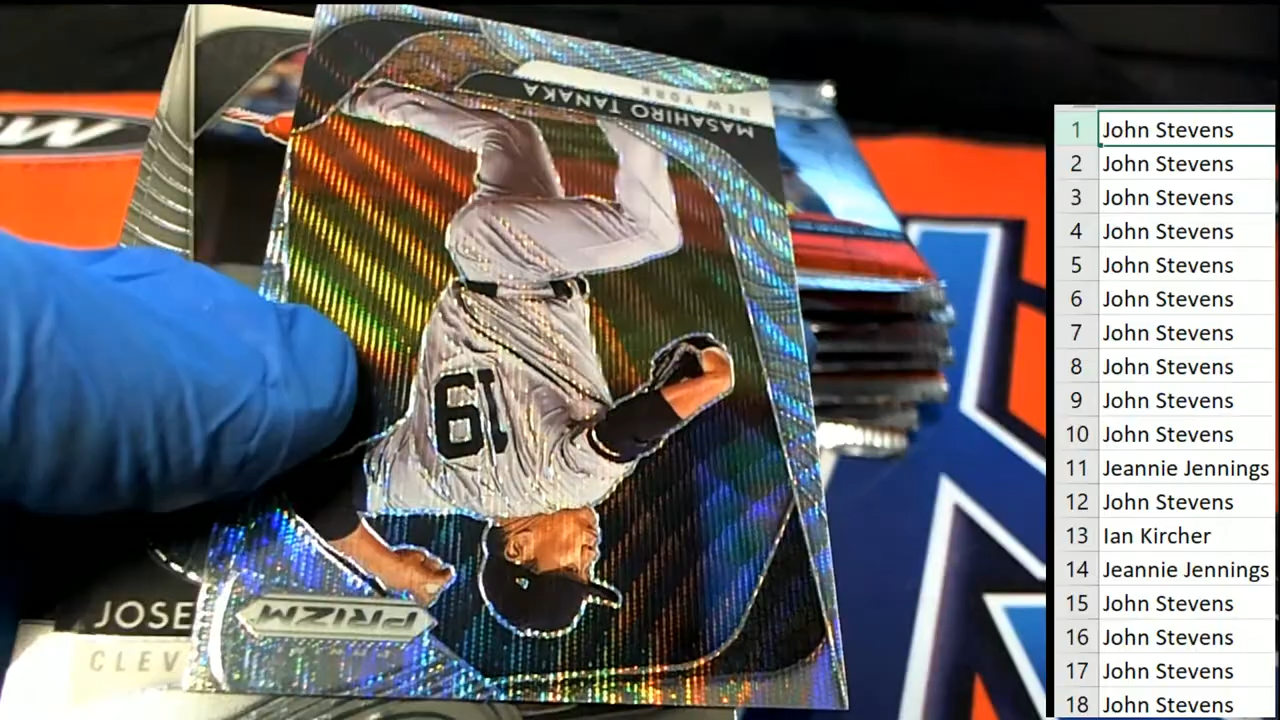 MASAHIRO TANAKA
NEW YORK
19
PRIZM
JOSE
CLEV
1 John Stevens
2 John Stevens
3 John Stevens
4 John Stevens
5 John Stevens
6 John Stevens
7 John Stevens
8 John Stevens
9 John Stevens
10 John Stevens
11 Jeannie Jennings
12 John Stevens
13 Ian Kircher
14 Jeannie Jennings
15 John Stevens
16 John Stevens
17 John Stevens
18 John Stevens